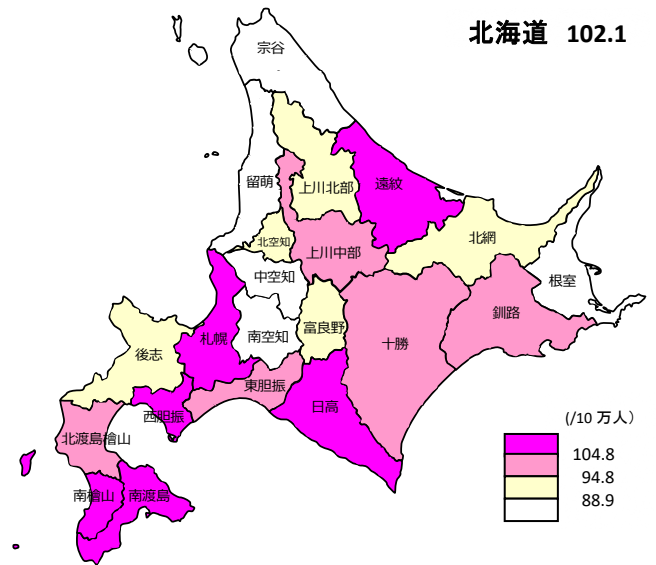 北海道 102.1
宗谷
留萌
上川北部
遠紋
北空知
上川中部
北網
中空知
根室
釧路
富良野
札幌
南空知
十勝
後志
東胆振
日高
西胆振
北渡島檜山
南檜山
南渡島
(/10 万人)
104.8
94.8
88.9